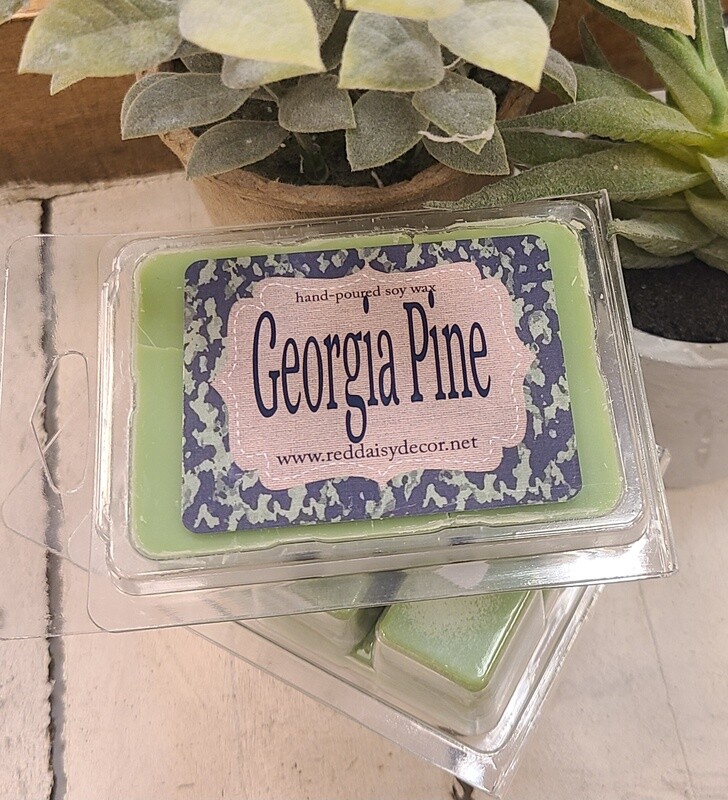 hand-poured soy wax
Georgia Pine
www.reddaisydecor.net